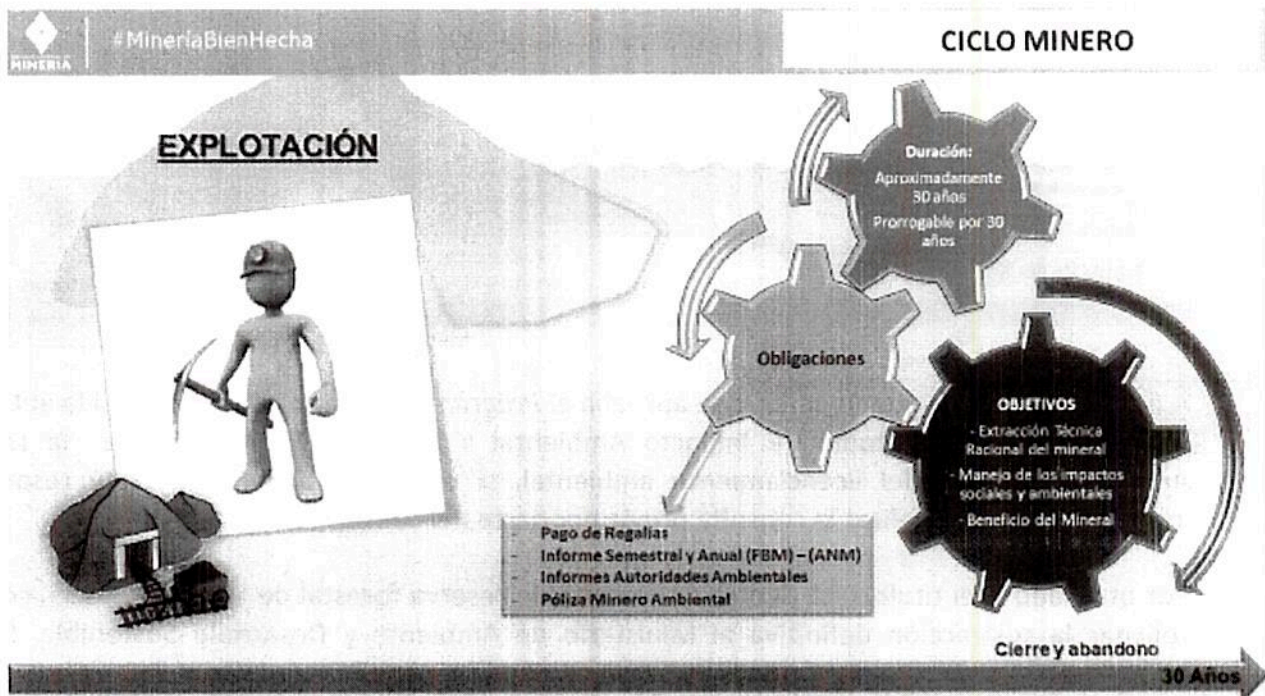 #MineríaBienHecha
CICLO MINERO
MINERÍA
EXPLOTACIÓN
Duración:
Aproximadamente
30 años
Prorrogable por 30
años
Obligaciones
OBJETIVOS
- Extracción Técnica
Racional del mineral
- Manejo de los impactos
sociales y ambientales
- Beneficio del Mineral
- Pago de Regalías
- Informe Semestral y Anual (FBM) – (ANM)
- Informes Autoridades Ambientales
- Póliza Minero Ambiental
Cierre y abandono
30 Años